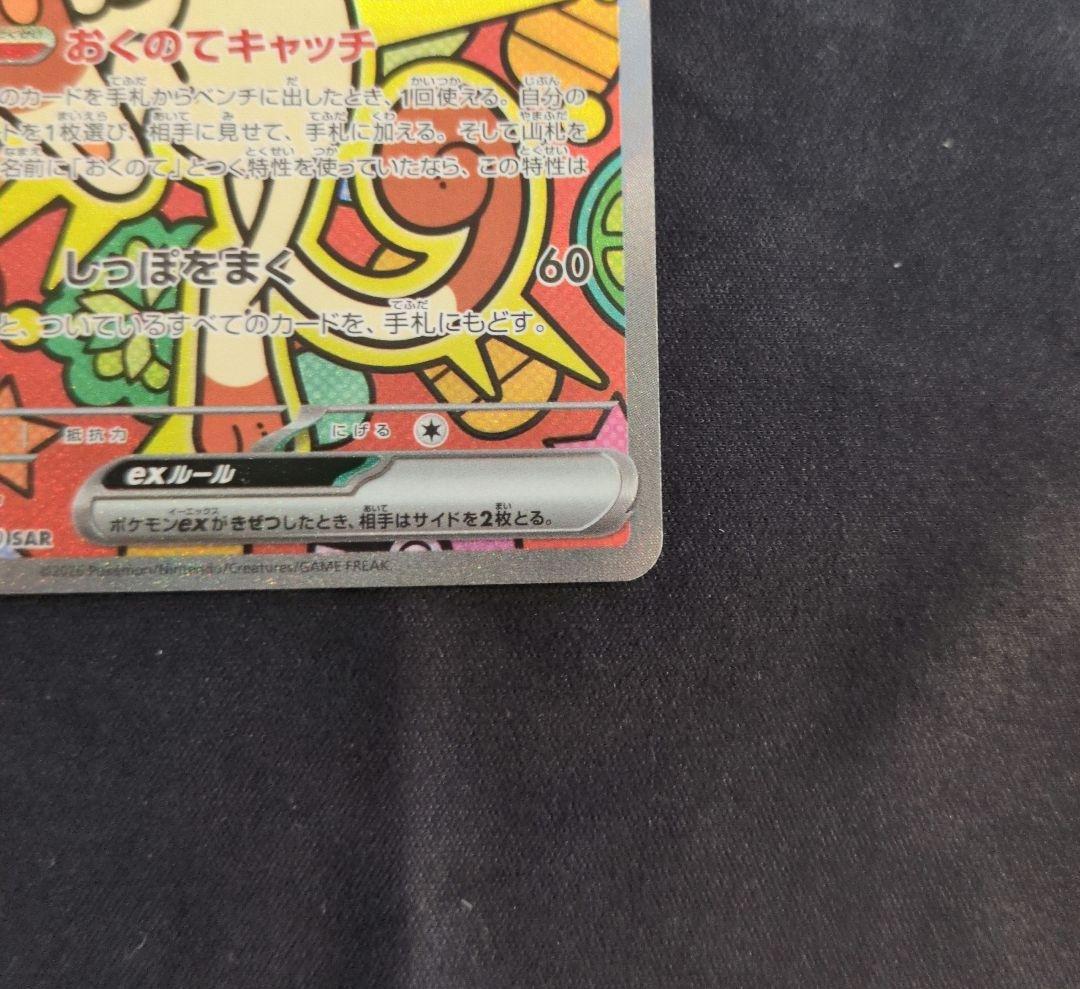 おくのてキャッチ
のカードを手札からベンチに出したとき、1回使える。自分の
トを1枚選び、相手に見せて、手札に加える。そして山札を
名前に「おくのて」とつく特性を使っていたなら、この特性は
しっぽをまく 60
と、ついているすべてのカードを、手札にもどす。
抵抗力 にげる
exルール
ポケモンexがきぜつしたとき、相手はサイドを2枚とる。
SAR
©2026 Pokémon/Nintendo/Creatures/GAME FREAK